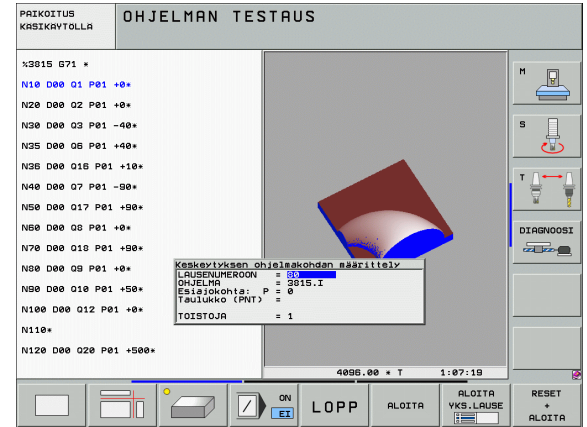 PAIKOITUS
KÄSIKÄYTÖLLÄ
OHJELMAN TESTAUS
%3815 G71 *
N10 D00 Q1 P01 +0*
N20 D00 Q2 P01 +0*
N30 D00 Q3 P01 -40*
N35 D00 Q6 P01 +40*
N36 D00 Q16 P01 +10*
N40 D00 Q7 P01 -90*
N50 D00 Q17 P01 +90*
N60 D00 Q8 P01 +0*
N70 D00 Q18 P01 +90*
N80 D00 Q9 P01 +0*
N90 D00 Q10 P01 +50*
N100 D00 Q12 P01 +0*
N110*
N120 D00 Q20 P01 +500*
Keskeytyksen ohjelmakohdan määrittely
LAUSENUMEROON = 90
OHJELMA = 3815.I
Esiajokohta: P = 0
Taulukko (PNT) =
TOISTOJA = 1
4096.00 * T 1:07:19
M
S
T
DIAGNOOSI
ON
EI
LOPP
ALOITA
ALOITA
YKS.LAUSE
RESET
+
ALOITA